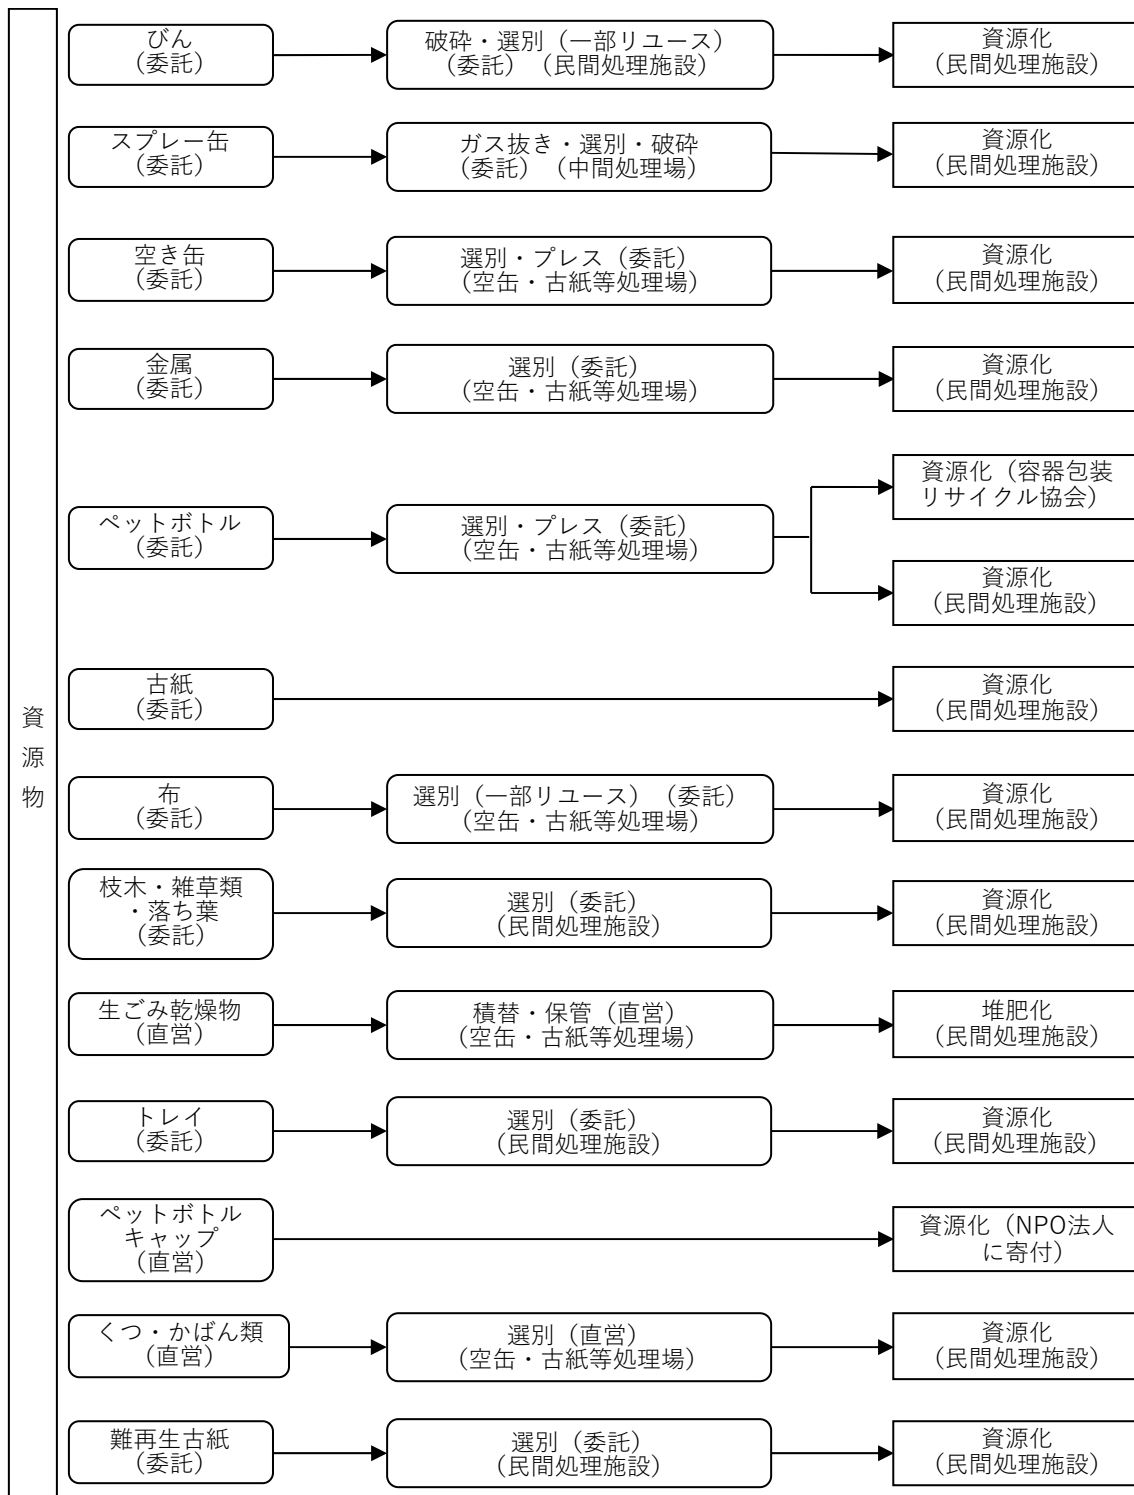 資
源
物
びん
（委託）
破砕・選別（一部リユース）
（委託）（民間処理施設）
資源化
（民間処理施設）
スプレー缶
（委託）
ガス抜き・選別・破砕
（委託）（中間処理場）
資源化
（民間処理施設）
空き缶
（委託）
選別・プレス（委託）
（空缶・古紙等処理場）
資源化
（民間処理施設）
金属
（委託）
選別（委託）
（空缶・古紙等処理場）
資源化
（民間処理施設）
ペットボトル
（委託）
選別・プレス（委託）
（空缶・古紙等処理場）
資源化（容器包装
リサイクル協会）
資源化
（民間処理施設）
古紙
（委託）
資源化
（民間処理施設）
布
（委託）
選別（一部リユース）（委託）
（空缶・古紙等処理場）
資源化
（民間処理施設）
枝木・雑草類
・落ち葉
（委託）
選別（委託）
（民間処理施設）
資源化
（民間処理施設）
生ごみ乾燥物
（直営）
積替・保管（直営）
（空缶・古紙等処理場）
堆肥化
（民間処理施設）
トレイ
（委託）
選別（委託）
（民間処理施設）
資源化
（民間処理施設）
ペットボトル
キャップ
（直営）
資源化（NPO法人
に寄付）
くつ・かばん類
（直営）
選別（直営）
（空缶・古紙等処理場）
資源化
（民間処理施設）
難再生古紙
（委託）
選別（委託）
（民間処理施設）
資源化
（民間処理施設）